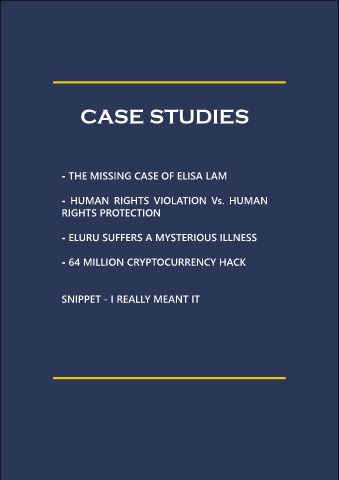 CASE STUDIES
- THE MISSING CASE OF ELISA LAM
- HUMAN RIGHTS VIOLATION Vs. HUMAN
RIGHTS PROTECTION
- ELURU SUFFERS A MYSTERIOUS ILLNESS
- 64 MILLION CRYPTOCURRENCY HACK
SNIPPET - I REALLY MEANT IT